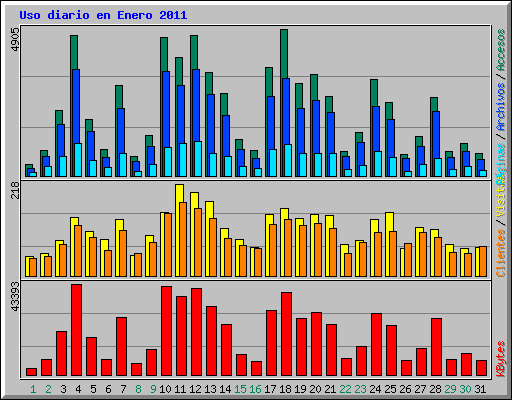 Uso diario en Enero 2011
4905
218
43393
Accesos
/ Archivos /
Páginas
Clientes / Visitas
KBytes
1 2 3 4 5 6 7 8 9 10 11 12 13 14 15 16 17 18 19 20 21 22 23 24 25 26 27 28 29 30 31